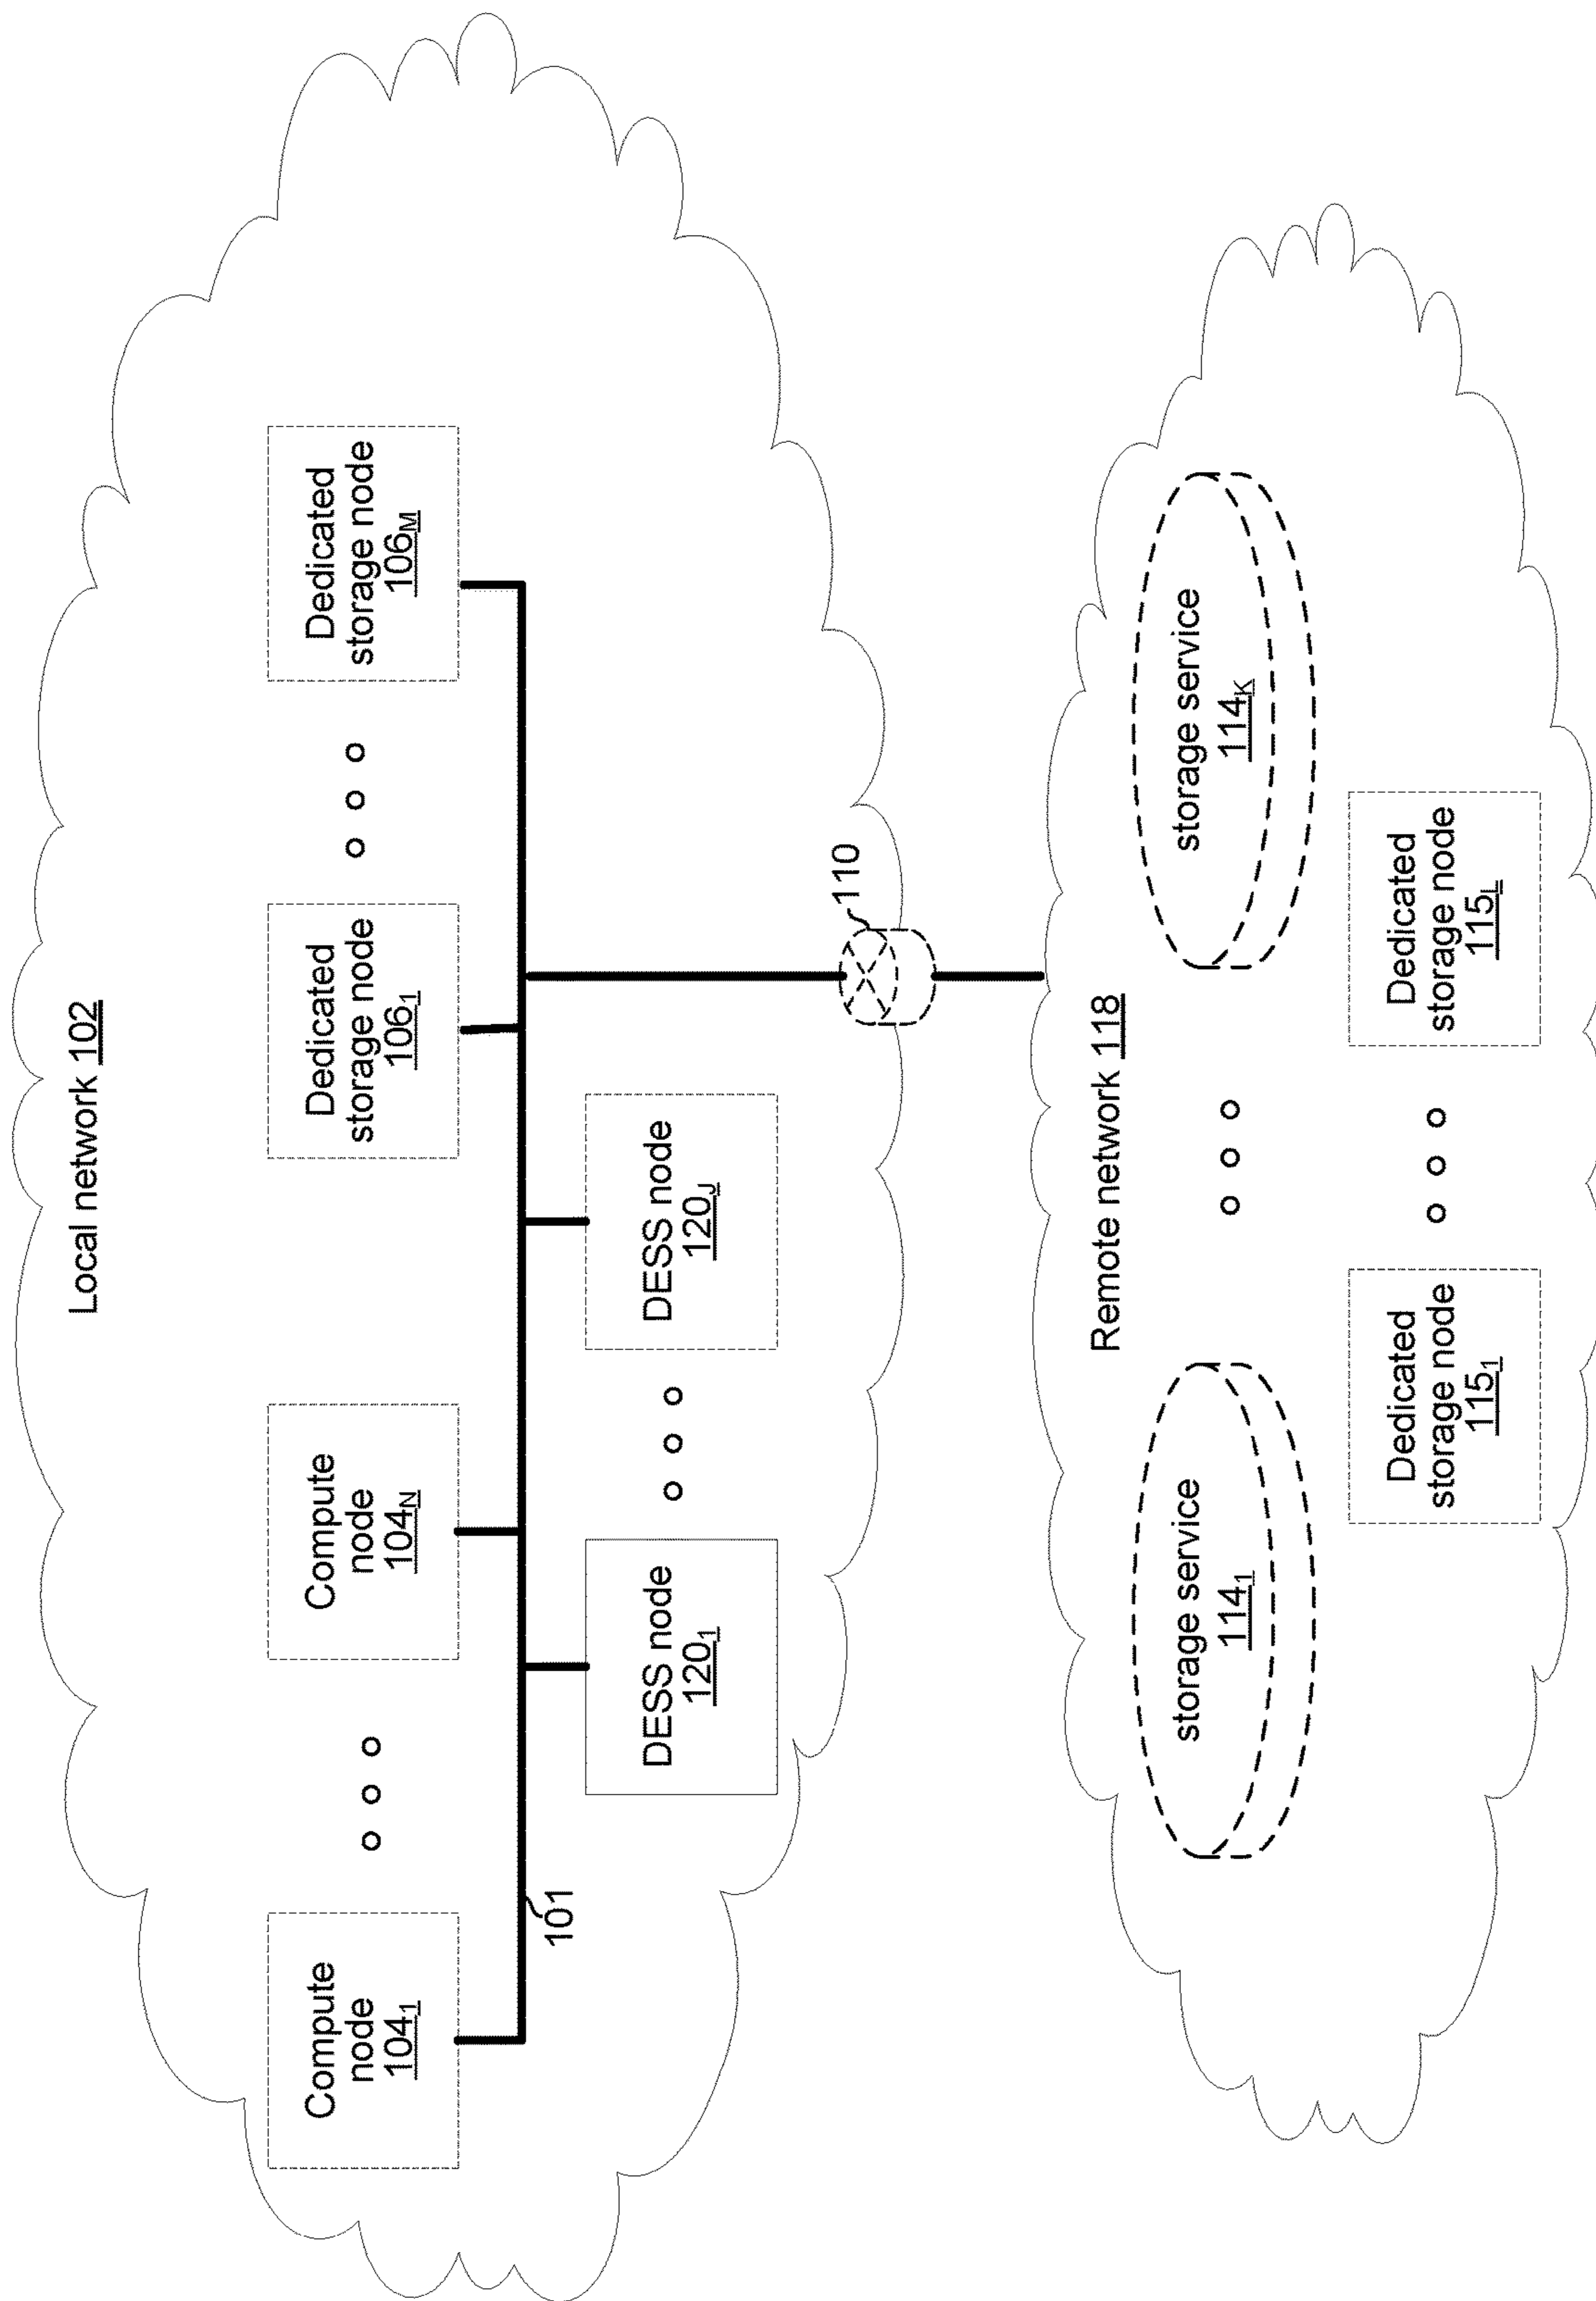 Local network 102
Compute
node
104₁
Compute
node
104N
Dedicated
storage node
106₁
Dedicated
storage node
106M
101
DESS node
120₁
DESS node
120J
110
Remote network 118
storage service
114₁
storage service
114K
Dedicated
storage node
115₁
Dedicated
storage node
115L